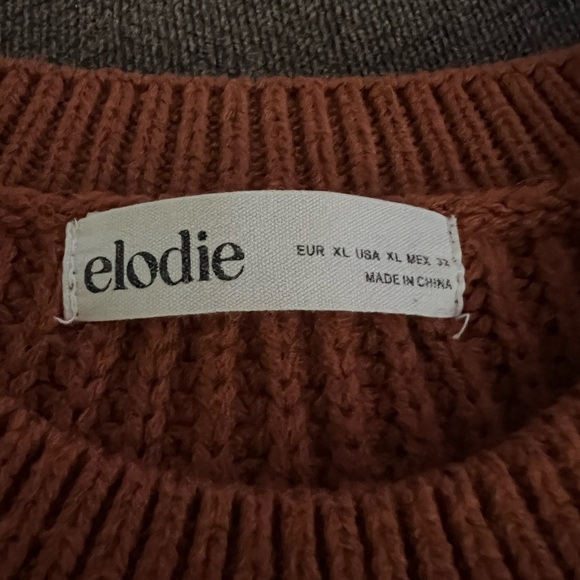 elodie
EUR XL USA XL MEX 32
MADE IN CHINA